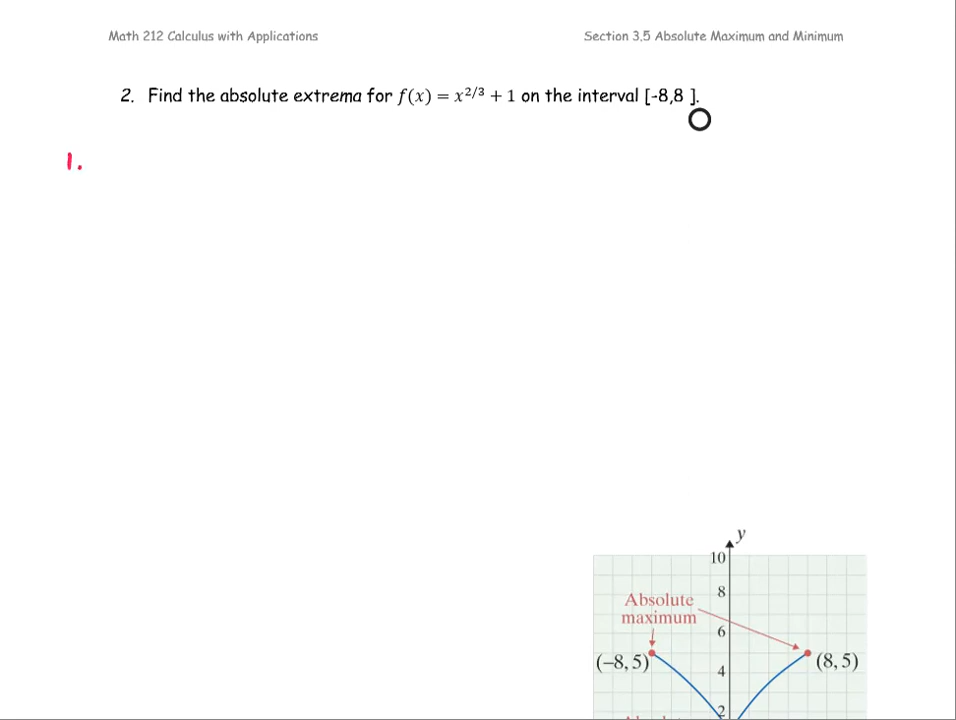 Math 212 Calculus with Applications Section 3.5 Absolute Maximum and Minimum
2. Find the absolute extrema for f(x) = x^{2/3} + 1 on the interval [-8,8 ].
1.
y
10
8
Absolute
maximum
6
(–8, 5) (8, 5)
4
2